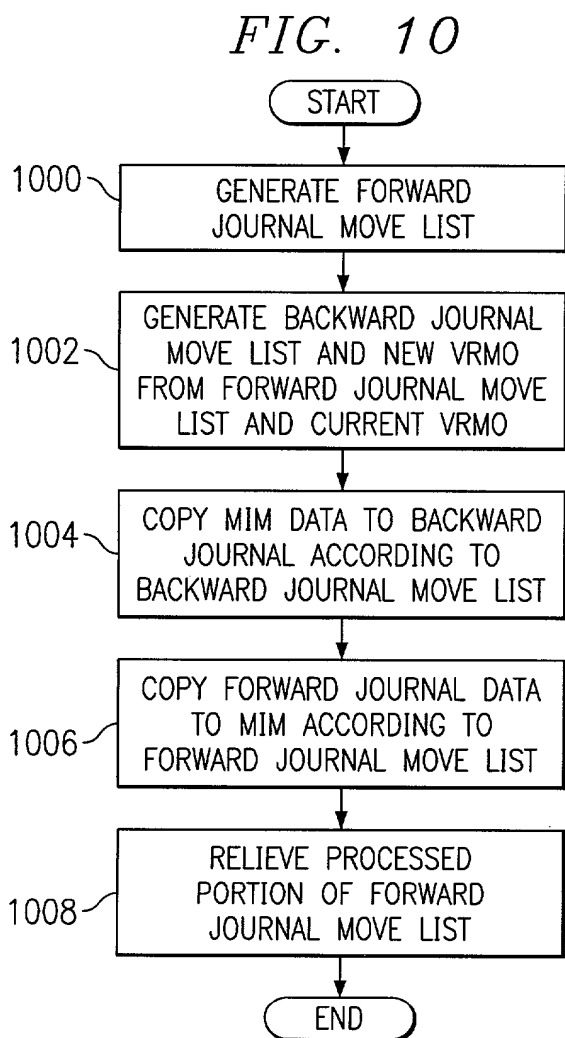 FIG. 10
START
1000
GENERATE FORWARD
JOURNAL MOVE LIST
1002
GENERATE BACKWARD JOURNAL
MOVE LIST AND NEW VRMO
FROM FORWARD JOURNAL MOVE
LIST AND CURRENT VRMO
1004
COPY MIM DATA TO BACKWARD
JOURNAL ACCORDING TO
BACKWARD JOURNAL MOVE LIST
1006
COPY FORWARD JOURNAL DATA
TO MIM ACCORDING TO
FORWARD JOURNAL MOVE LIST
1008
RELIEVE PROCESSED
PORTION OF FORWARD
JOURNAL MOVE LIST
END